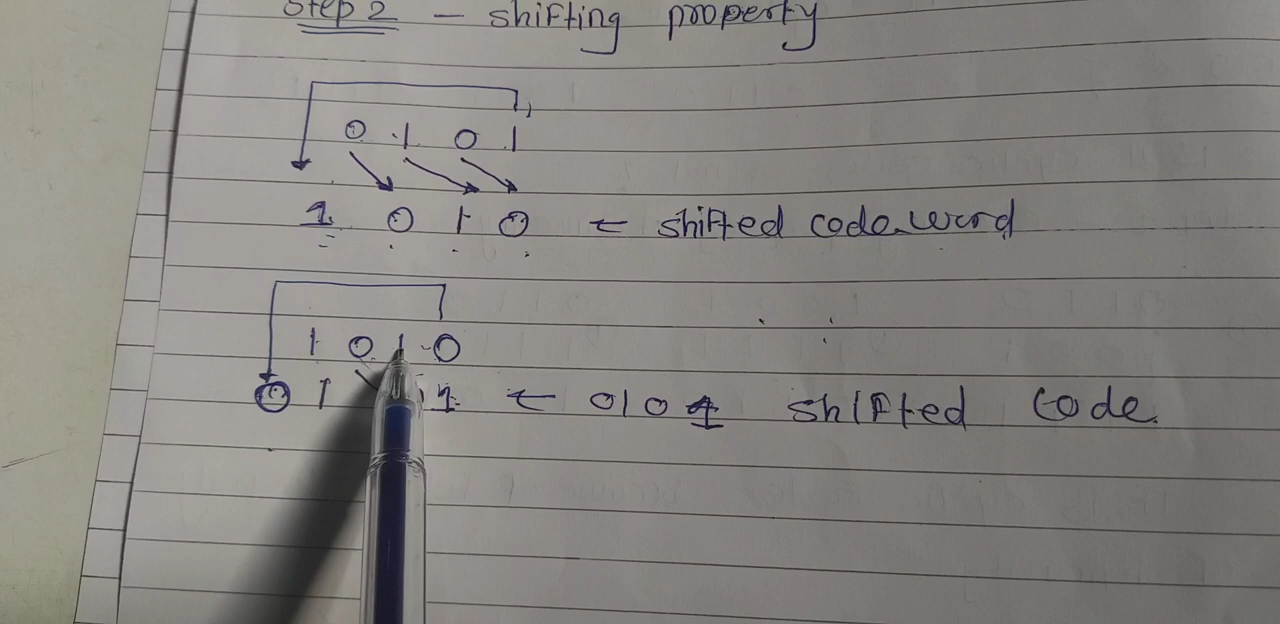 Step 2 - shifting property
0 1 0 1
1 0 1 0 ← shifted code word
1 0 1 0
0 1 1 ← 0101 shifted code